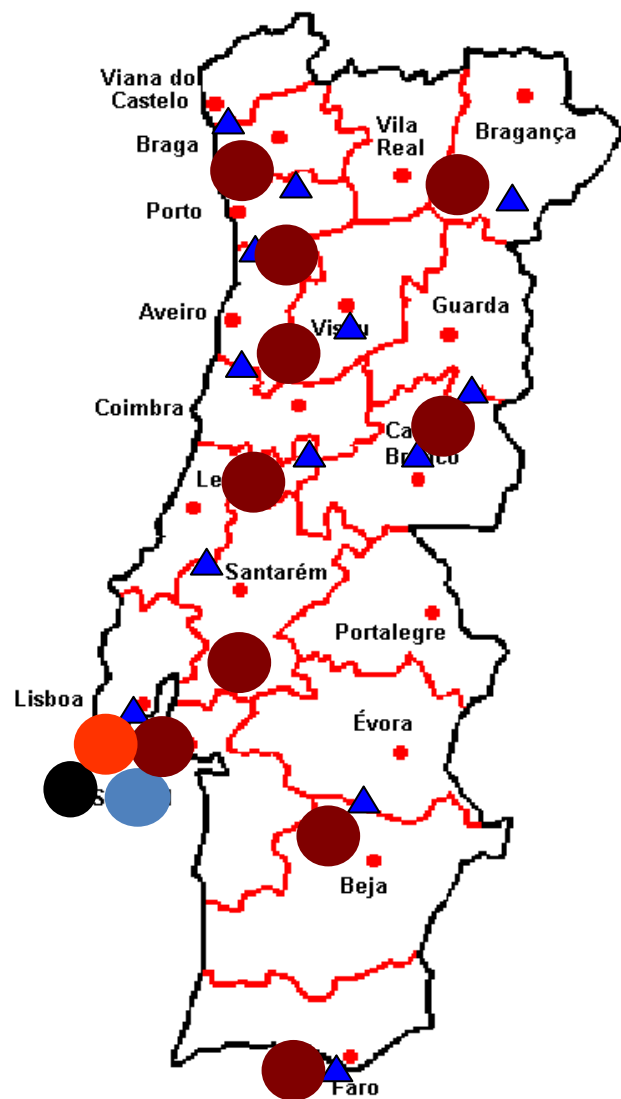 Viana do
Castelo
Braga
Vila
Real
Bragança
Porto
Aveiro
Guarda
Coimbra
Santarém
Portalegre
Lisboa
Évora
Beja
Faro